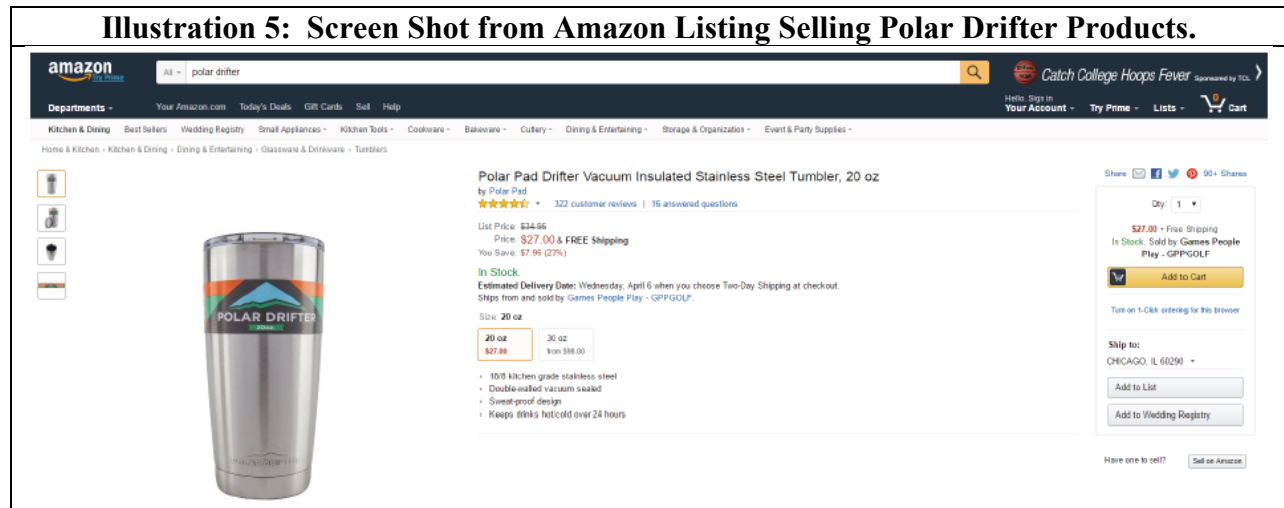 Illustration 5: Screen Shot from Amazon Listing Selling Polar Drifter Products.
amazon
Try Prime
All
polar drifter
Catch College Hoops Fever Sponsored by TCL
Departments
Your Amazon.com Today's Deals Gift Cards Sell Help
Hello. Sign in
Your Account
Try Prime
Lists
0
Cart
Kitchen & Dining Best Sellers Wedding Registry Small Appliances Kitchen Tools Cookware Bakeware Cutlery Dining & Entertaining Storage & Organization Event & Party Supplies
Home & Kitchen › Kitchen & Dining › Dining & Entertaining › Glassware & Drinkware › Tumblers
POLAR DRIFTER
20oz.
Polar Pad Drifter Vacuum Insulated Stainless Steel Tumbler, 20 oz
by Polar Pad
322 customer reviews | 16 answered questions
List Price: $34.95
Price: $27.00 & FREE Shipping
You Save: $7.95 (23%)
In Stock.
Estimated Delivery Date: Wednesday, April 6 when you choose Two-Day Shipping at checkout.
Ships from and sold by Games People Play - GPPGOLF.
Size: 20 oz
20 oz
$27.00
30 oz
from
18/8 kitchen grade stainless steel
Double-walled vacuum sealed
Sweat-proof design
Keeps drinks hot/cold over 24 hours
Share 90+ Shares
Qty: 1
$27.00 + Free Shipping
In Stock. Sold by Games People
Play - GPPGOLF
Add to Cart
Turn on 1-Click ordering for this browser
Ship to:
CHICAGO, IL 60290
Add to List
Add to Wedding Registry
Have one to sell?
Sell on Amazon